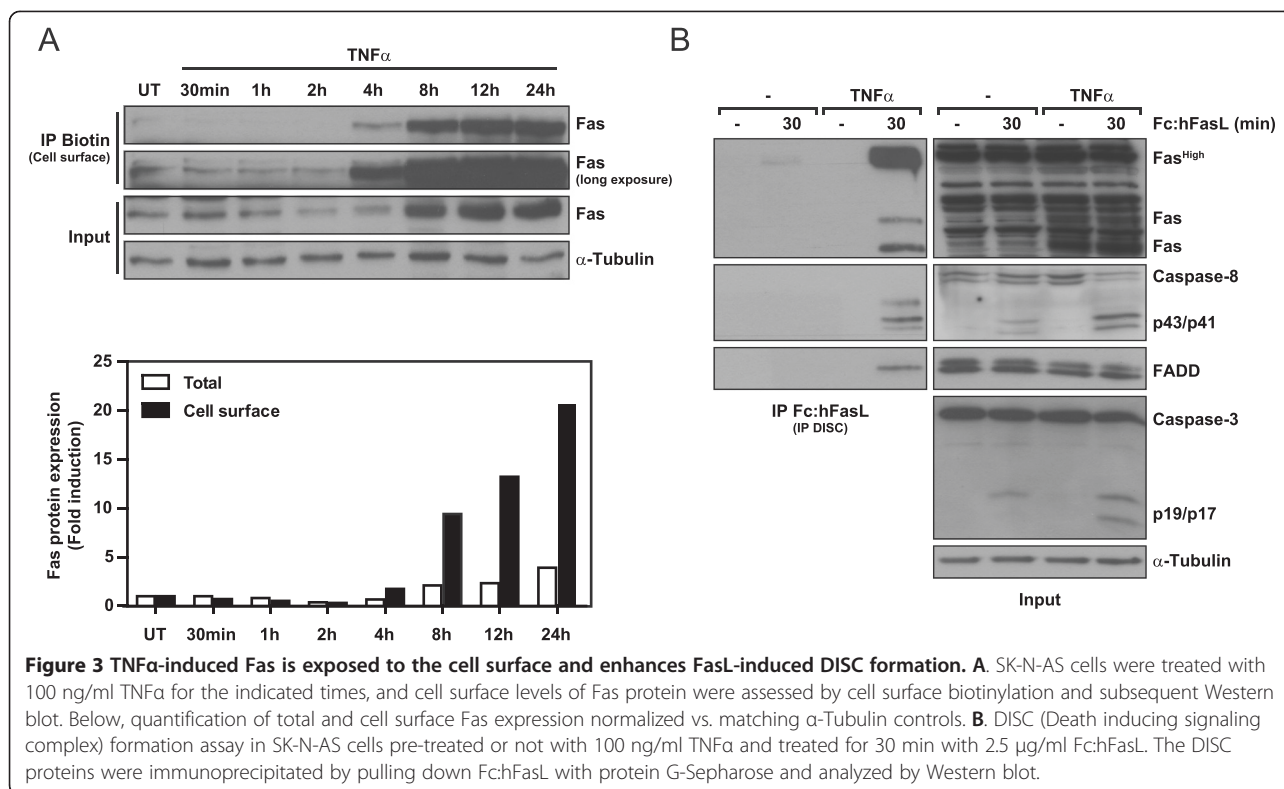 A
TNFα
UT 30min 1h 2h 4h 8h 12h 24h
IP Biotin
(Cell surface)
Fas
Fas
(long exposure)
Input
Fas
α-Tubulin
Fas protein expression
(Fold induction)
25
20
15
10
5
0
Total
Cell surface
UT 30min 1h 2h 4h 8h 12h 24h
B
- TNFα - TNFα
- 30 - 30 - 30 - 30 Fc:hFasL (min)
FasHigh
Fas
Fas
Caspase-8
p43/p41
FADD
IP Fc:hFasL
(IP DISC)
Caspase-3
p19/p17
α-Tubulin
Input
Figure 3 TNFα-induced Fas is exposed to the cell surface and enhances FasL-induced DISC formation. A. SK-N-AS cells were treated with
100 ng/ml TNFα for the indicated times, and cell surface levels of Fas protein were assessed by cell surface biotinylation and subsequent Western
blot. Below, quantification of total and cell surface Fas expression normalized vs. matching α-Tubulin controls. B. DISC (Death inducing signaling
complex) formation assay in SK-N-AS cells pre-treated or not with 100 ng/ml TNFα and treated for 30 min with 2.5 μg/ml Fc:hFasL. The DISC
proteins were immunoprecipitated by pulling down Fc:hFasL with protein G-Sepharose and analyzed by Western blot.